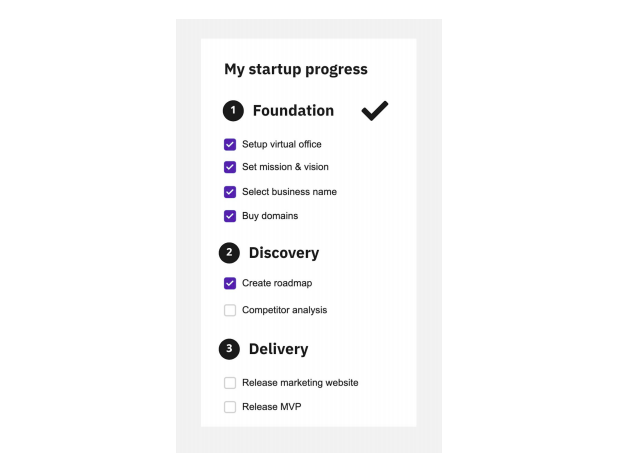 My startup progress
1 Foundation
Setup virtual office
Set mission & vision
Select business name
Buy domains
2 Discovery
Create roadmap
Competitor analysis
3 Delivery
Release marketing website
Release MVP